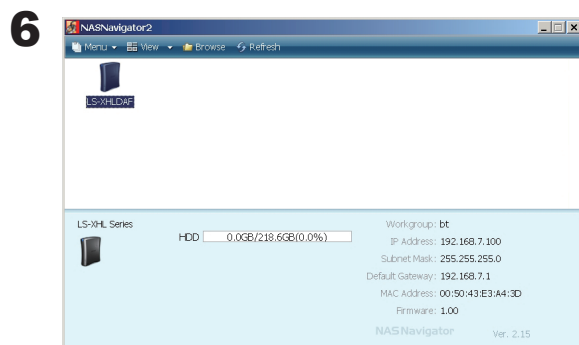 6
NASNavigator2
Menu View Browse Refresh
LS-XHLDAF
LS-XHL Series
HDD 0.0GB/218.6GB(0.0%)
Workgroup: bt
IP Address: 192.168.7.100
Subnet Mask: 255.255.255.0
Default Gateway: 192.168.7.1
MAC Address: 00:50:43:E3:A4:3D
Firmware: 1.00
NAS Navigator Ver. 2.15